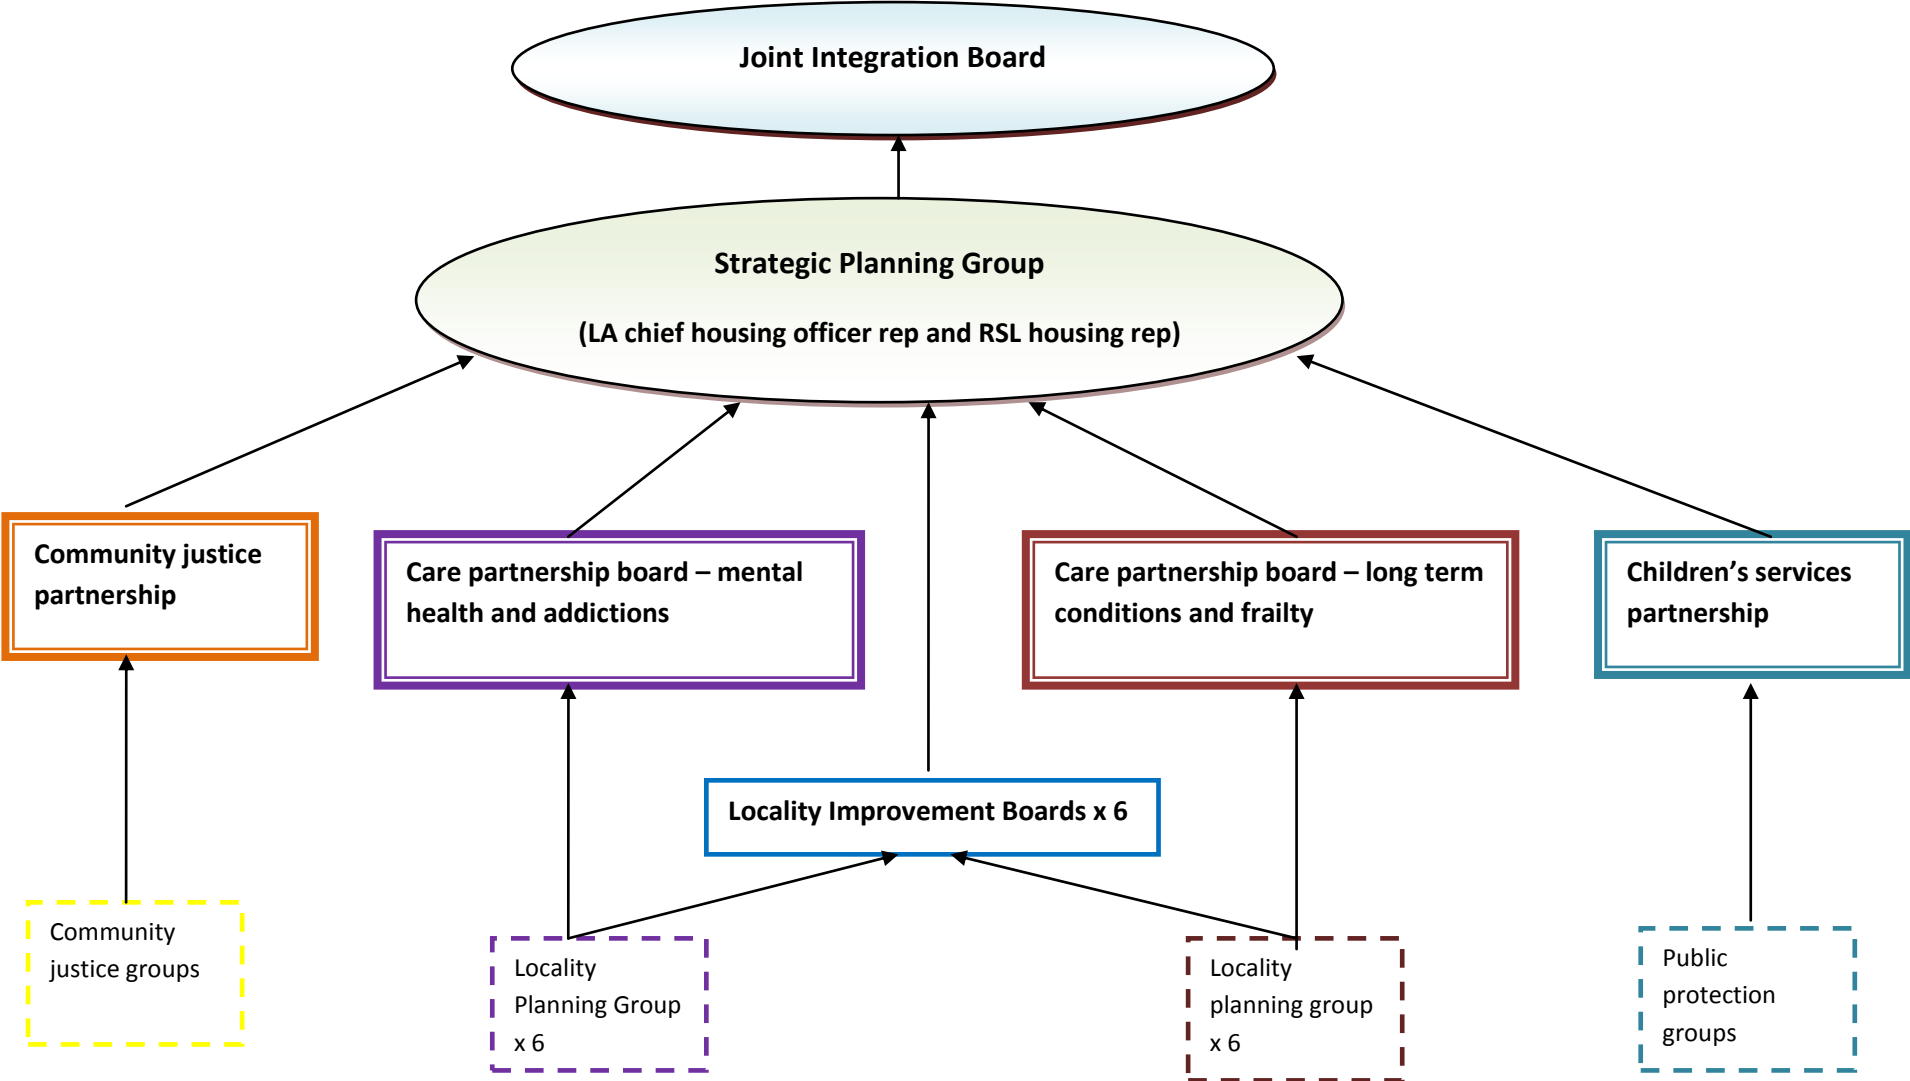 Joint Integration Board
Strategic Planning Group
(LA chief housing officer rep and RSL housing rep)
Community justice
partnership
Care partnership board – mental
health and addictions
Care partnership board – long term
conditions and frailty
Children’s services
partnership
Locality Improvement Boards x 6
Community
justice groups
Locality
Planning Group
x 6
Locality
planning group
x 6
Public
protection
groups